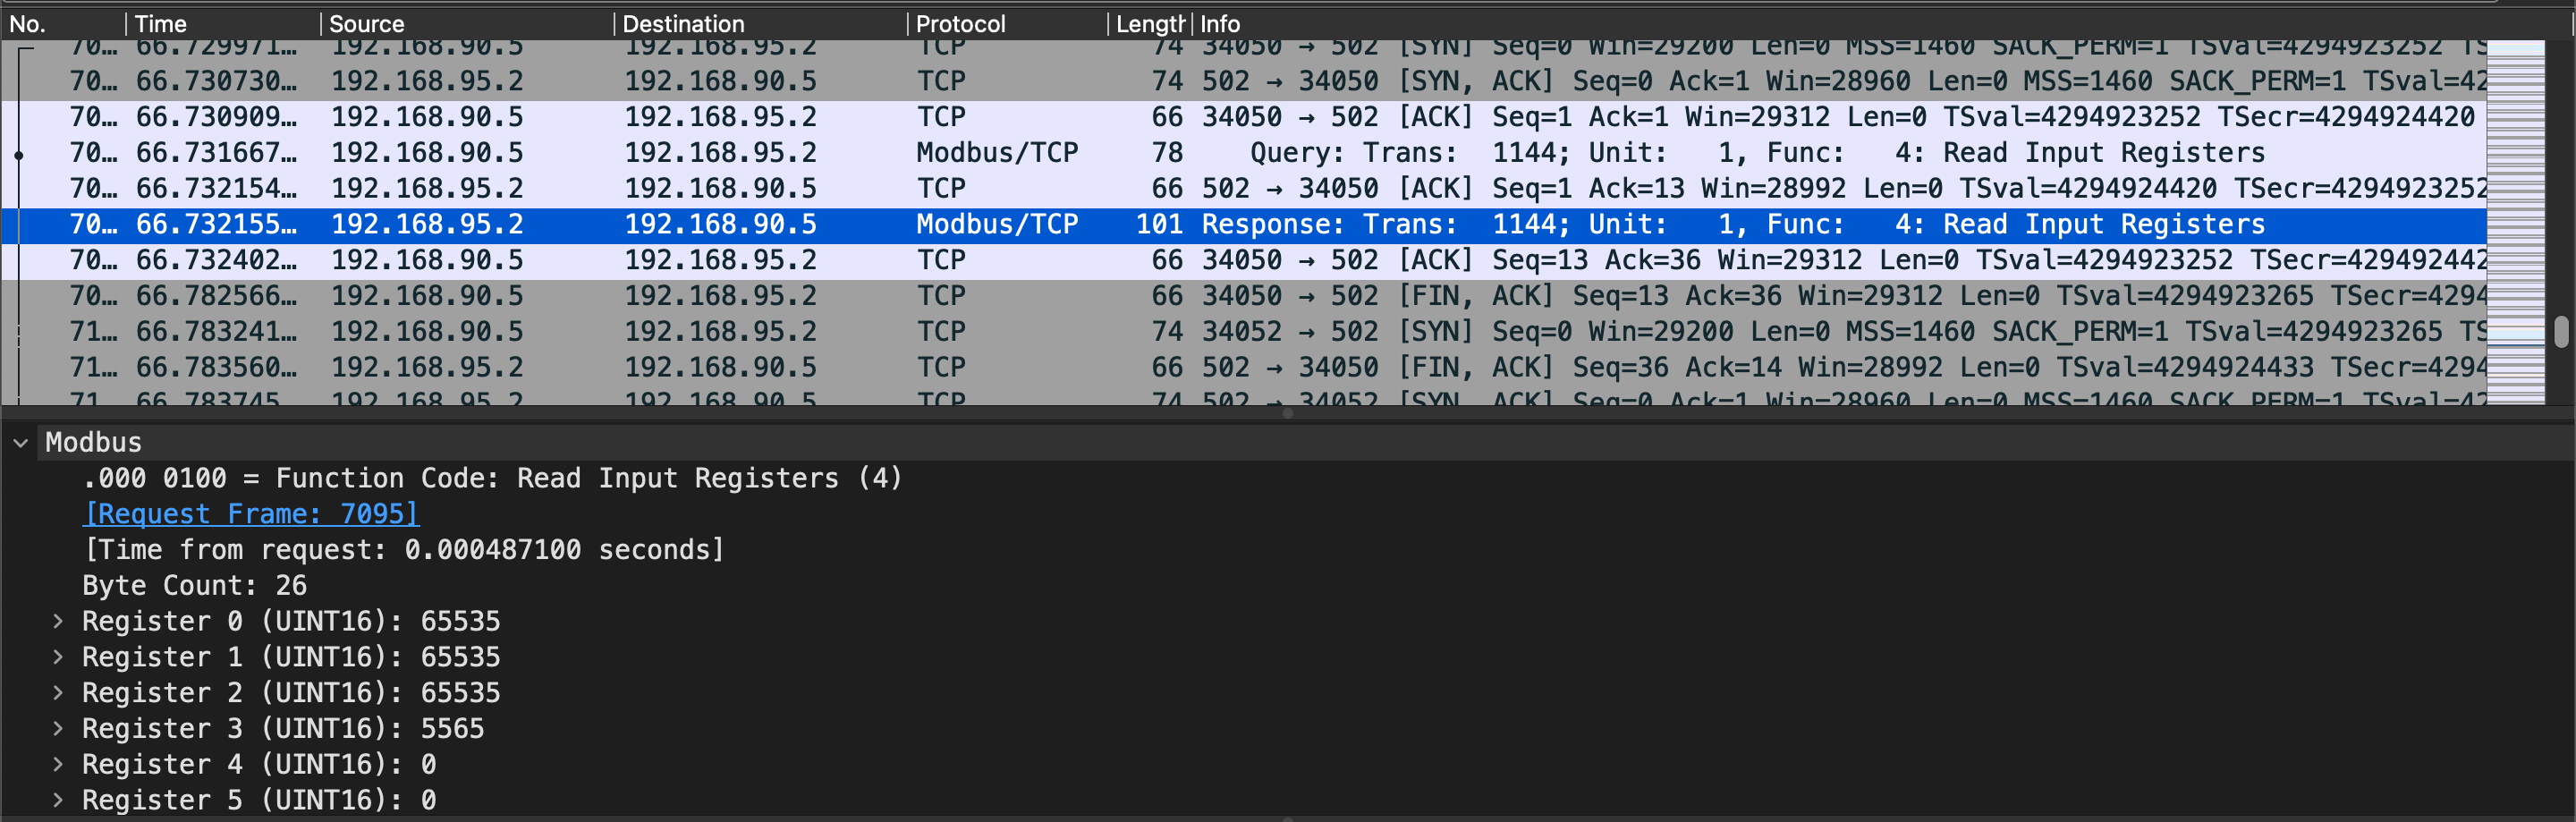 No. Time Source Destination Protocol Length Info
70… 66.729971… 192.168.90.5 192.168.95.2 TCP 74 34050 → 502 [SYN] Seq=0 Win=29200 Len=0 MSS=1460 SACK_PERM=1 TSval=4294923252 TS
70… 66.730730… 192.168.95.2 192.168.90.5 TCP 74 502 → 34050 [SYN, ACK] Seq=0 Ack=1 Win=28960 Len=0 MSS=1460 SACK_PERM=1 TSval=42
70… 66.730909… 192.168.90.5 192.168.95.2 TCP 66 34050 → 502 [ACK] Seq=1 Ack=1 Win=29312 Len=0 TSval=4294923252 TSecr=4294924420
70… 66.731667… 192.168.90.5 192.168.95.2 Modbus/TCP 78 Query: Trans: 1144; Unit: 1, Func: 4: Read Input Registers
70… 66.732154… 192.168.95.2 192.168.90.5 TCP 66 502 → 34050 [ACK] Seq=1 Ack=13 Win=28992 Len=0 TSval=4294924420 TSecr=4294923252
70… 66.732155… 192.168.95.2 192.168.90.5 Modbus/TCP 101 Response: Trans: 1144; Unit: 1, Func: 4: Read Input Registers
70… 66.732402… 192.168.90.5 192.168.95.2 TCP 66 34050 → 502 [ACK] Seq=13 Ack=36 Win=29312 Len=0 TSval=4294923252 TSecr=429492442
70… 66.782566… 192.168.90.5 192.168.95.2 TCP 66 34050 → 502 [FIN, ACK] Seq=13 Ack=36 Win=29312 Len=0 TSval=4294923265 TSecr=4294
71… 66.783241… 192.168.90.5 192.168.95.2 TCP 74 34052 → 502 [SYN] Seq=0 Win=29200 Len=0 MSS=1460 SACK_PERM=1 TSval=4294923265 TS
71… 66.783560… 192.168.95.2 192.168.90.5 TCP 66 502 → 34050 [FIN, ACK] Seq=36 Ack=14 Win=28992 Len=0 TSval=4294924433 TSecr=4294
71… 66.783745… 192.168.95.2 192.168.90.5 TCP 74 502 → 34052 [SYN, ACK] Seq=0 Ack=1 Win=28960 Len=0 MSS=1460 SACK_PERM=1 TSval=42
Modbus
.000 0100 = Function Code: Read Input Registers (4)
[Request Frame: 7095]
[Time from request: 0.000487100 seconds]
Byte Count: 26
Register 0 (UINT16): 65535
Register 1 (UINT16): 65535
Register 2 (UINT16): 65535
Register 3 (UINT16): 5565
Register 4 (UINT16): 0
Register 5 (UINT16): 0